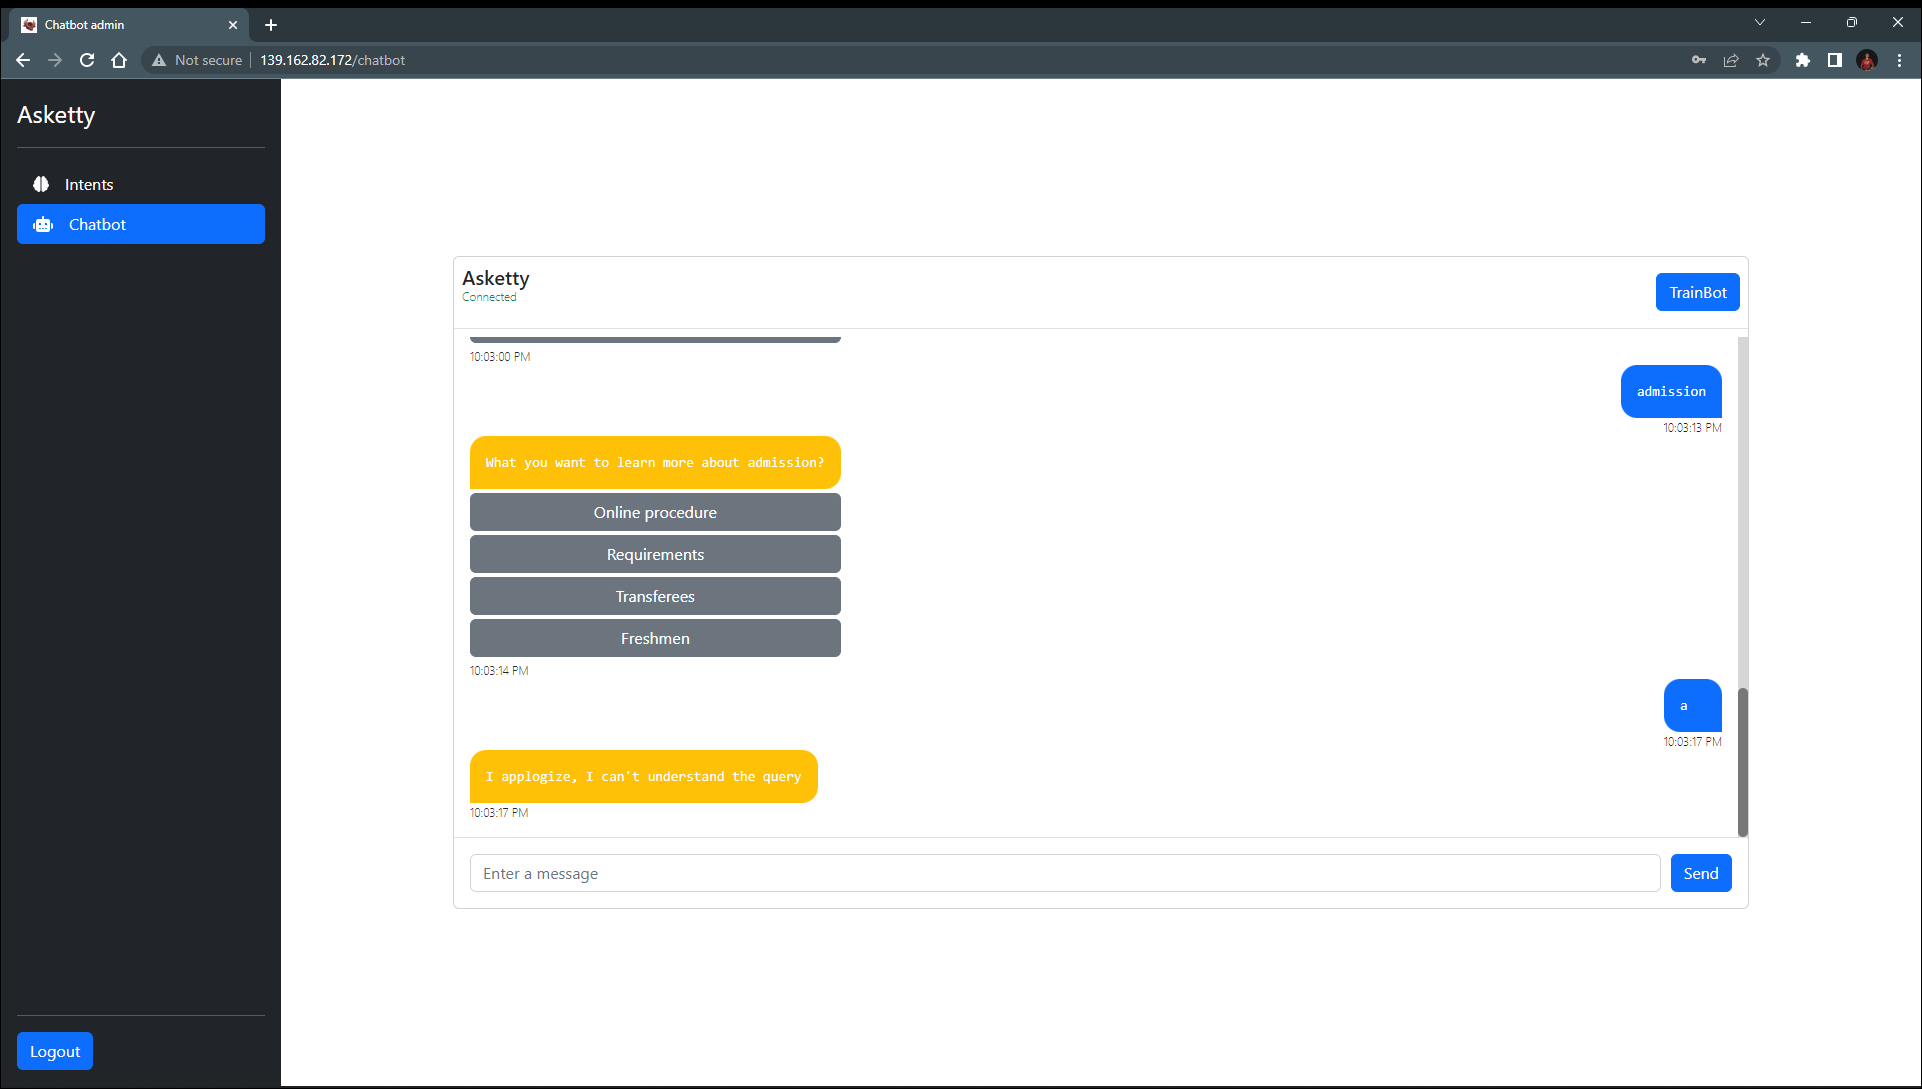 Chatbot admin
Not secure 139.162.82.172/chatbot
Asketty
Intents
Chatbot
Asketty
Connected
TrainBot
10:03:00 PM
admission
10:03:13 PM
What you want to learn more about admission?
Online procedure
Requirements
Transferees
Freshmen
10:03:14 PM
a
10:03:17 PM
I applogize, I can't understand the query
10:03:17 PM
Enter a message
Send
Logout